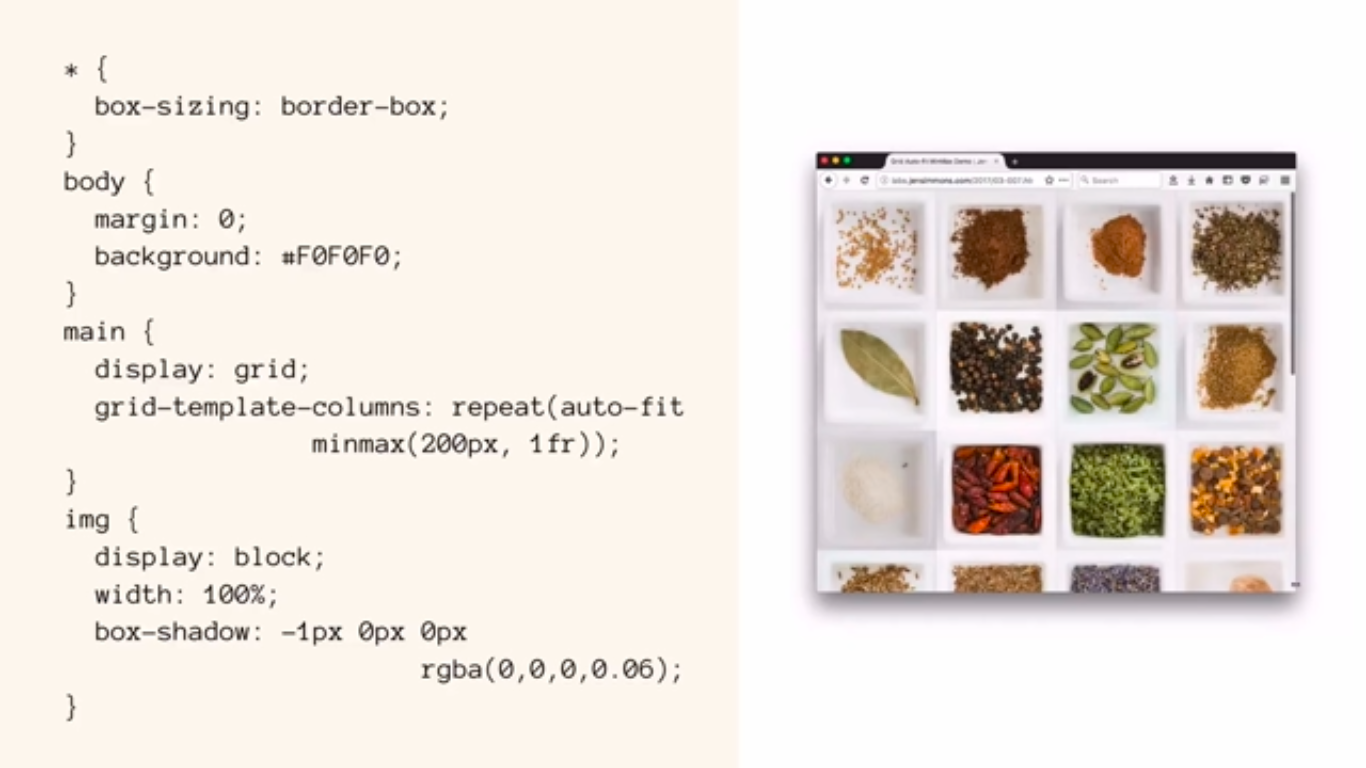 * {
box-sizing: border-box;
}
body {
margin: 0;
background: #F0F0F0;
}
main {
display: grid;
grid-template-columns: repeat(auto-fit
minmax(200px, 1fr));
}
img {
display: block;
width: 100%;
box-shadow: -1px 0px 0px
rgba(0,0,0,0.06);
}
Grid Auto-Fit MinMax Demo | Jen
labs.jensimmons.com/2017/03-001
Search